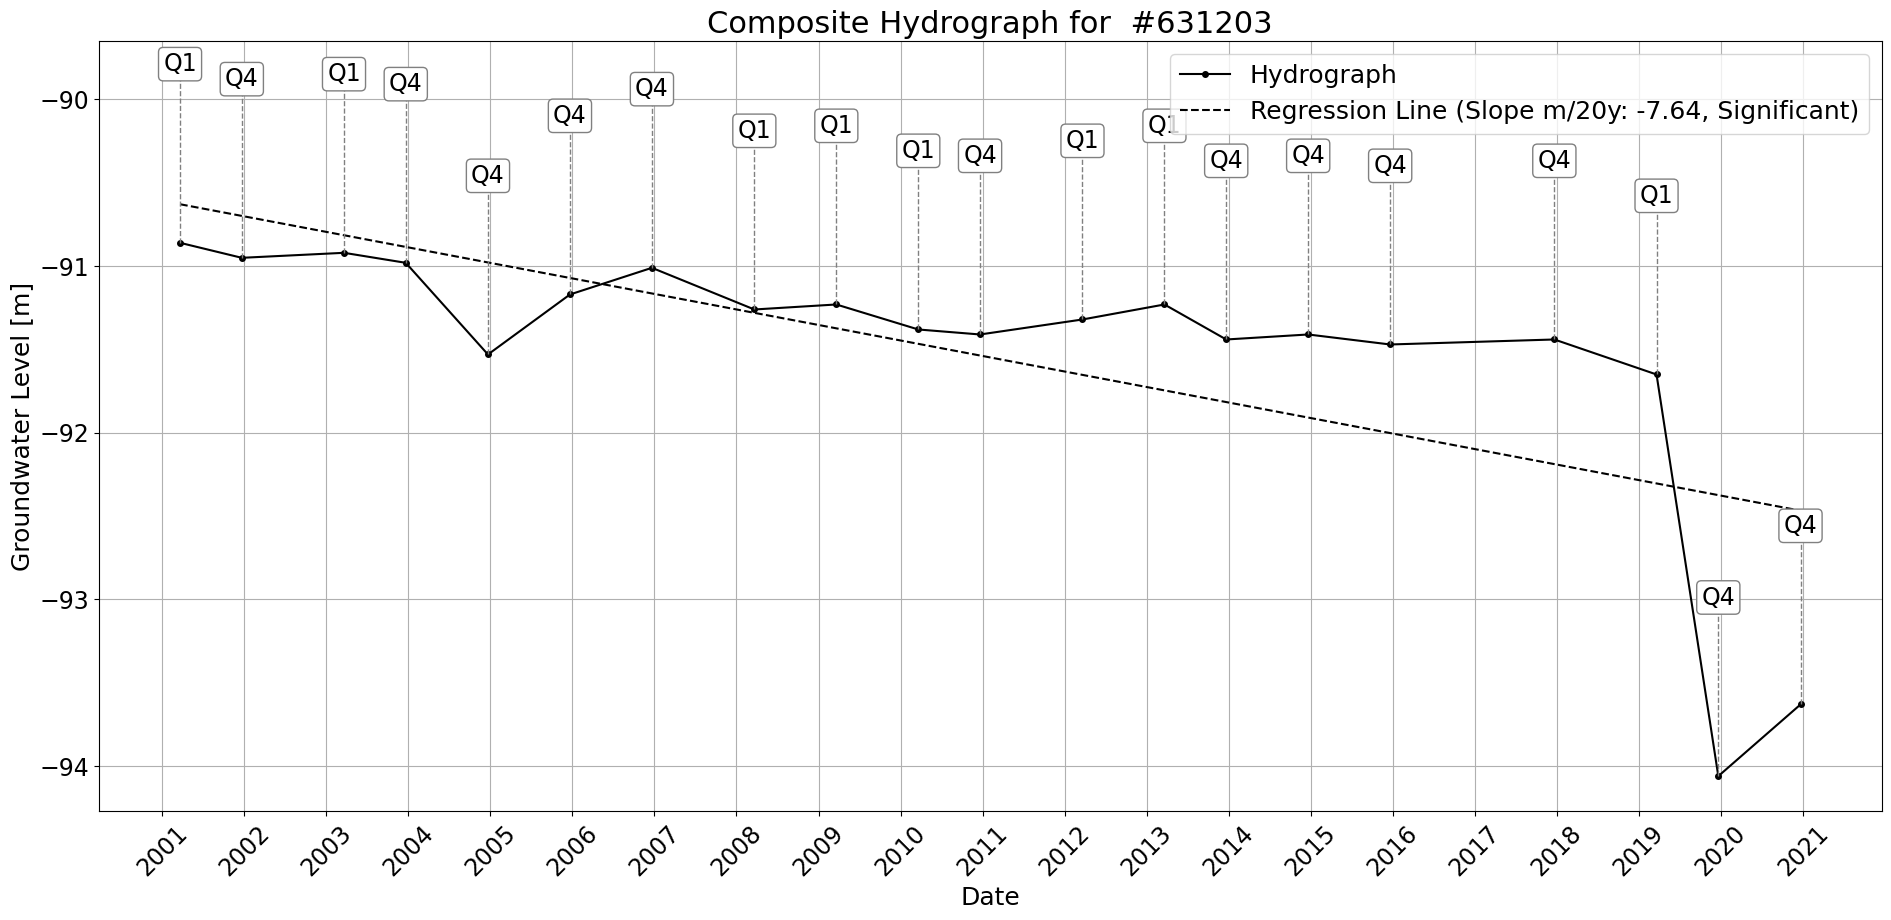 Composite Hydrograph for  #631203
Hydrograph
Regression Line (Slope m/20y: -7.64, Significant)
Q1
Q4
Q1
Q4
Q4
Q4
Q4
Q1
Q1
Q1
Q4
Q1
Q1
Q4
Q4
Q4
Q4
Q1
Q4
Q4
Groundwater Level [m]
−90
−91
−92
−93
−94
2001
2002
2003
2004
2005
2006
2007
2008
2009
2010
2011
2012
2013
2014
2015
2016
2017
2018
2019
2020
2021
Date